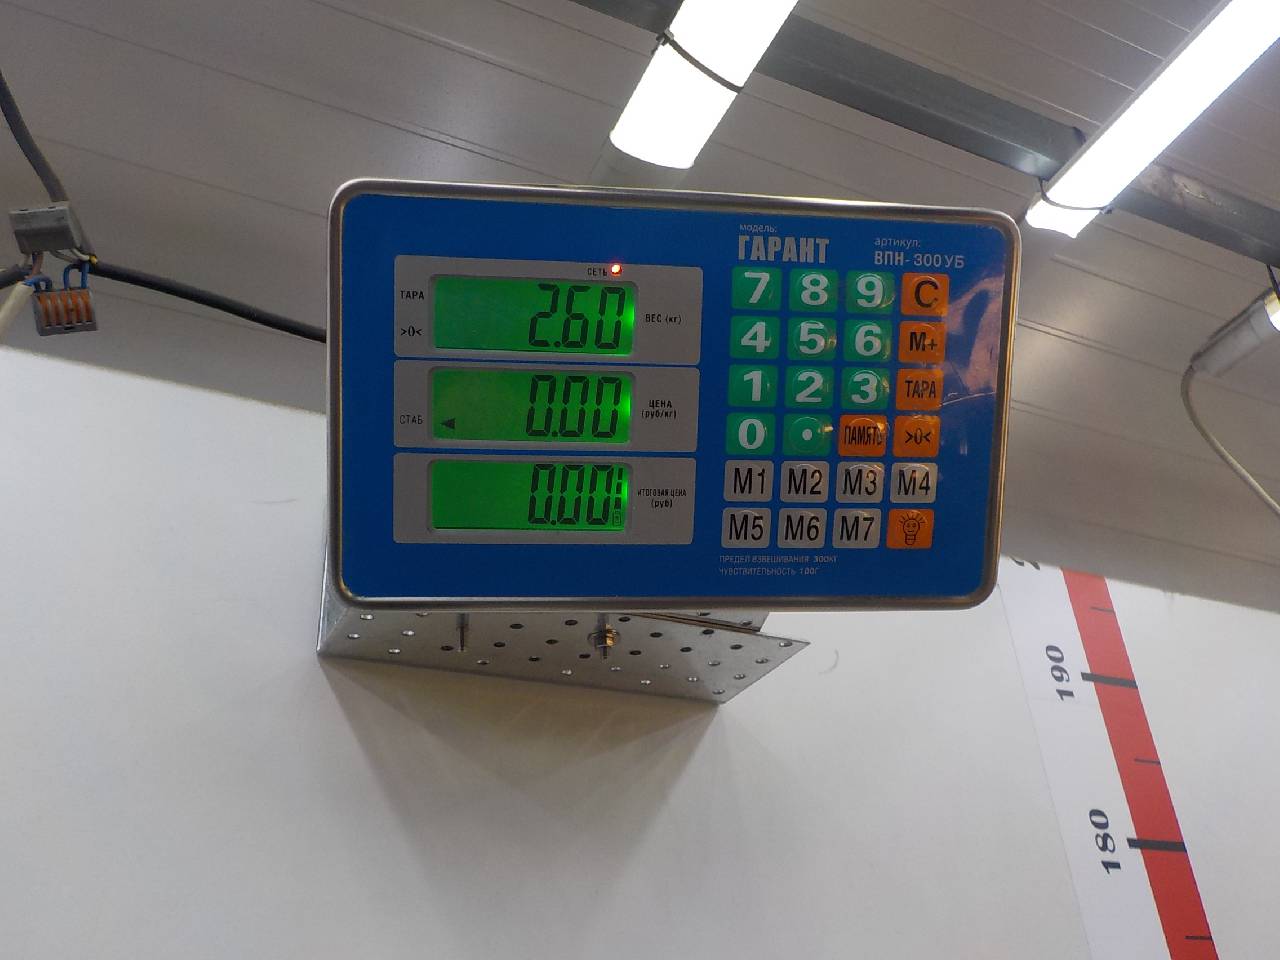 модель:
ГАРАНТ
артикул:
ВПН-300УБ
СЕТЬ
ТАРА
>0<
2.60
ВЕС (кг)
СТАБ
0.00
ЦЕНА
(руб/кг)
0.00
ИТОГОВАЯ ЦЕНА
(руб)
7 8 9 C
4 5 6 M+
1 2 3 ТАРА
0 . ПАМЯТЬ >0<
M1 M2 M3 M4
M5 M6 M7
ПРЕДЕЛ ВЗВЕШИВАНИЯ 300КГ
ЧУВСТВИТЕЛЬНОСТЬ 100Г
190
180